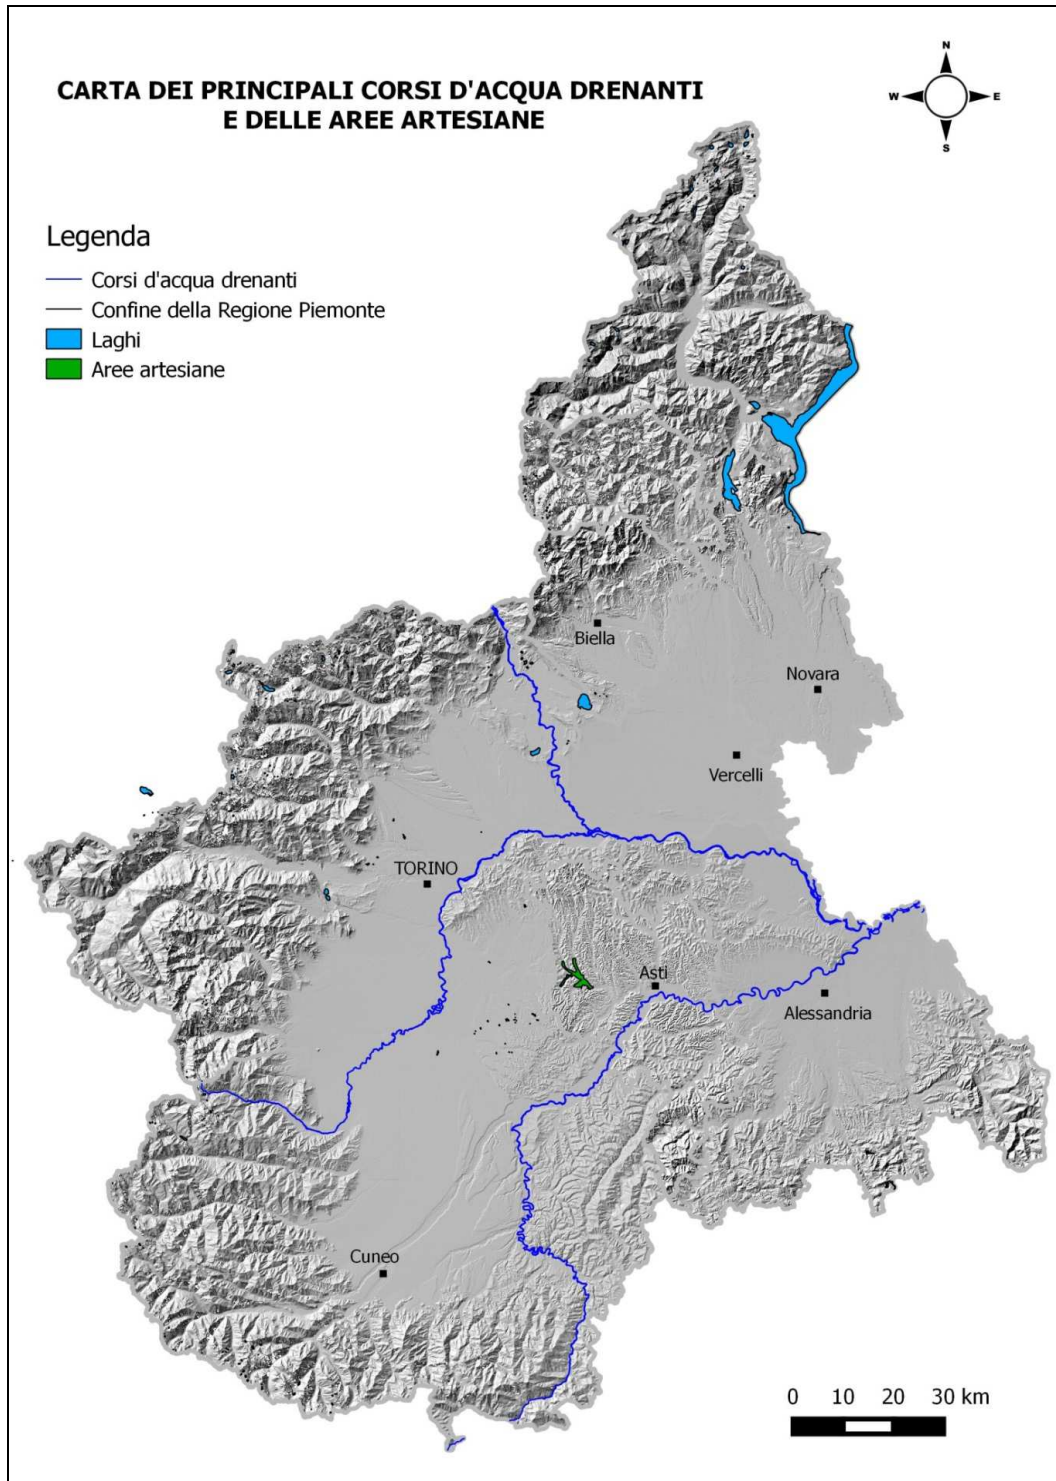 CARTA DEI PRINCIPALI CORSI D'ACQUA DRENANTI
E DELLE AREE ARTESIANE
N
W E
S
Legenda
Corsi d'acqua drenanti
Confine della Regione Piemonte
Laghi
Aree artesiane
Biella
Novara
Vercelli
TORINO
Asti
Alessandria
Cuneo
0 10 20 30 km